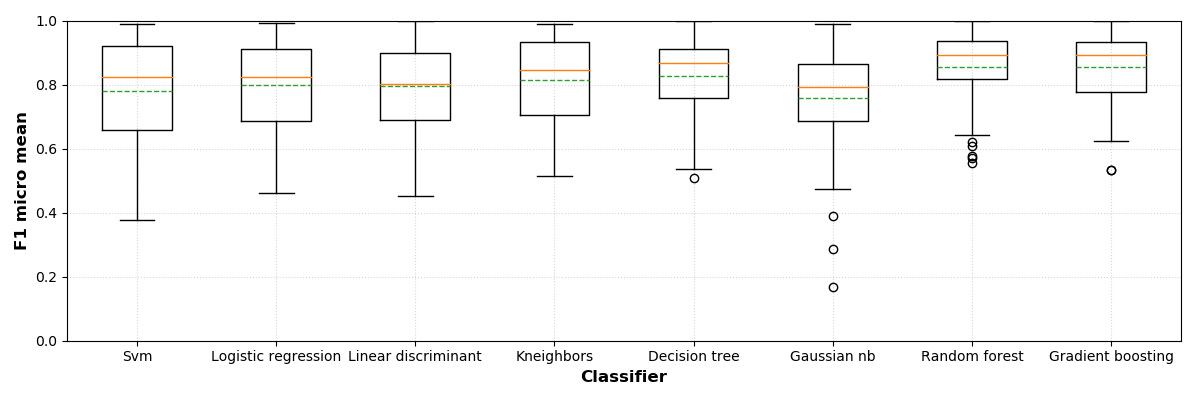 F1 micro mean
1.0
0.8
0.6
0.4
0.2
0.0
Svm Logistic regression Linear discriminant Kneighbors Decision tree Gaussian nb Random forest Gradient boosting
Classifier